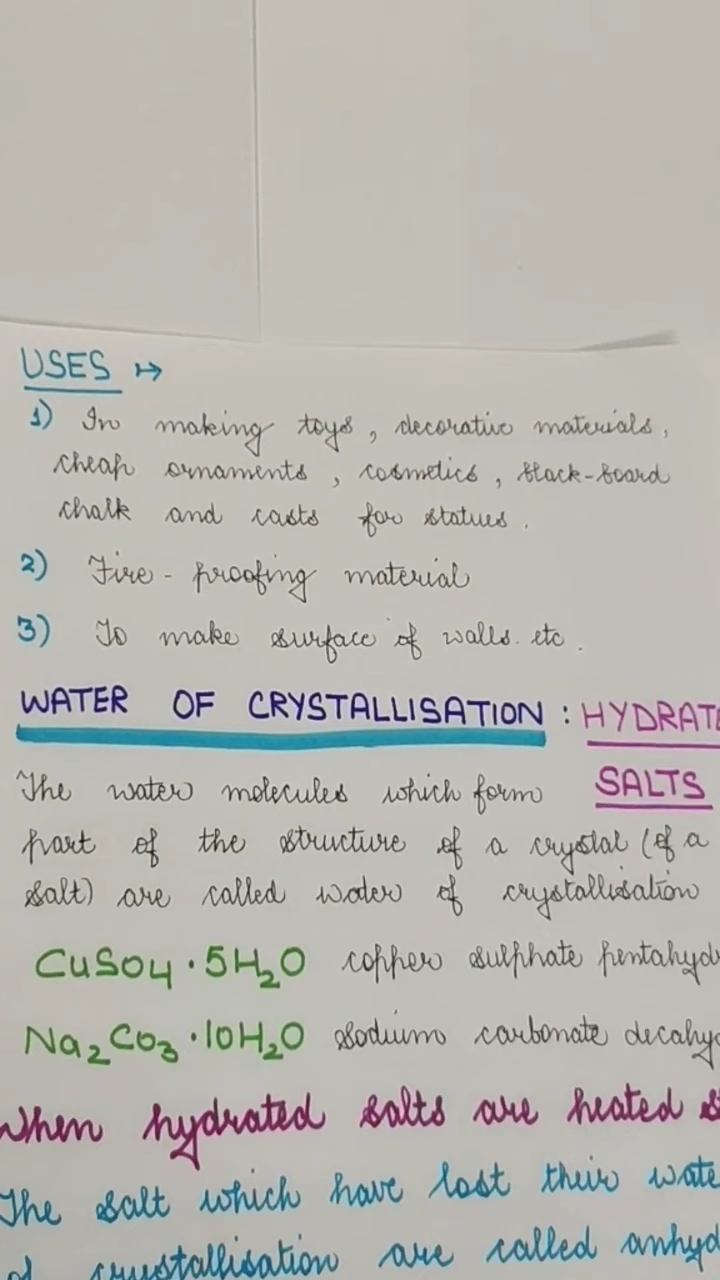 USES ↦
1) In making toys, decorative materials,
cheap ornaments, cosmetics, black-board
chalk and casts for statues.
2) Fire-proofing material
3) To make surface of walls. etc.
WATER OF CRYSTALLISATION : HYDRATE
SALTS
The water molecules which form
part of the structure of a crystal (of a
salt) are called water of crystallisation
CuSO4·5H₂O copper sulphate pentahyd
Na₂CO₃·10H₂O sodium carbonate decahy
When hydrated salts are heated s
The salt which have lost their wate
of crystallisation are called anhyd